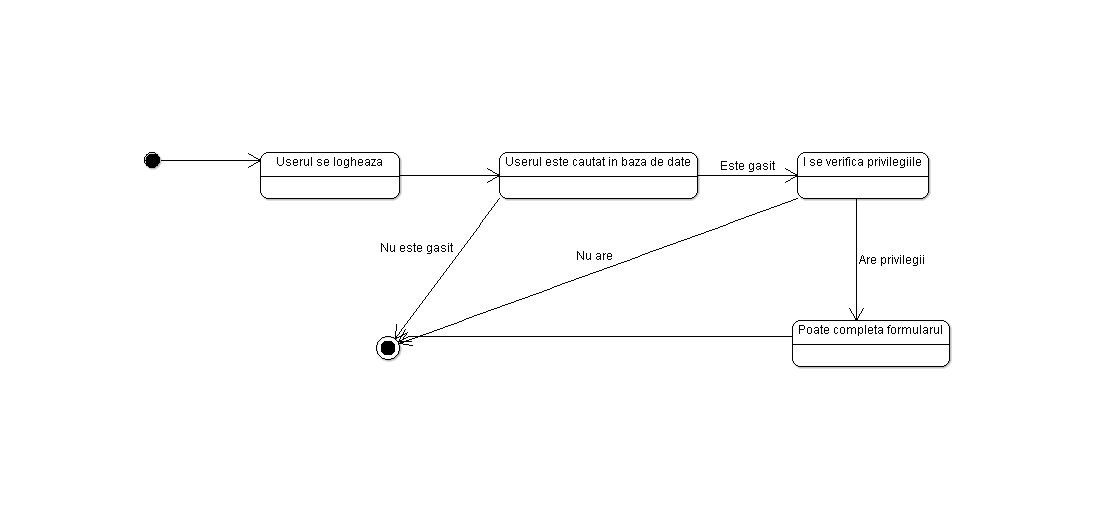 Userul se logheaza
Userul este cautat in baza de date
Este gasit
I se verifica privilegiile
Nu este gasit
Nu are
Are privilegii
Poate completa formularul